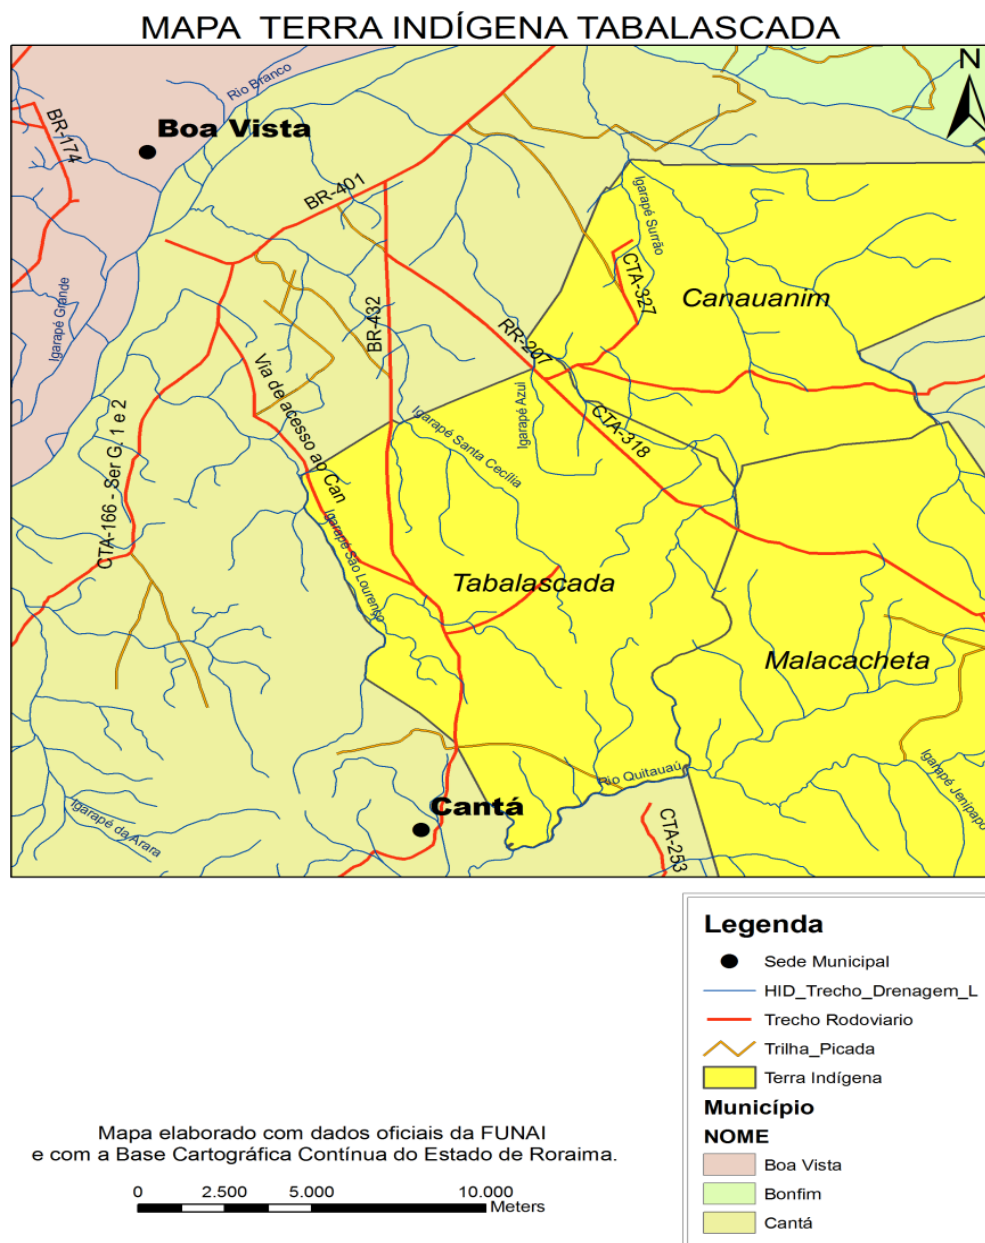 MAPA TERRA INDÍGENA TABALASCADA
N
Rio Branco
Boa Vista
BR-174
BR-401
Igarapé Surrão
CTA-327
Canauanim
Igarapé Grande
BR-432
RR-207
Via de acesso ao Can
Igarapé Azul
CTA-318
Igarapé Santa Cecília
CTA-166 - Ser G. 1 e 2
Igarapé São Lourenço
Tabalascada
Malacacheta
Rio Quitauaú
Igarapé Jenipapo
Cantá
Igarapé da Arara
CTA-253
Legenda
Sede Municipal
HID_Trecho_Drenagem_L
Trecho Rodoviario
Trilha_Picada
Terra Indígena
Município
NOME
Boa Vista
Bonfim
Cantá
Mapa elaborado com dados oficiais da FUNAI
e com a Base Cartográfica Contínua do Estado de Roraima.
0 2.500 5.000 10.000
Meters